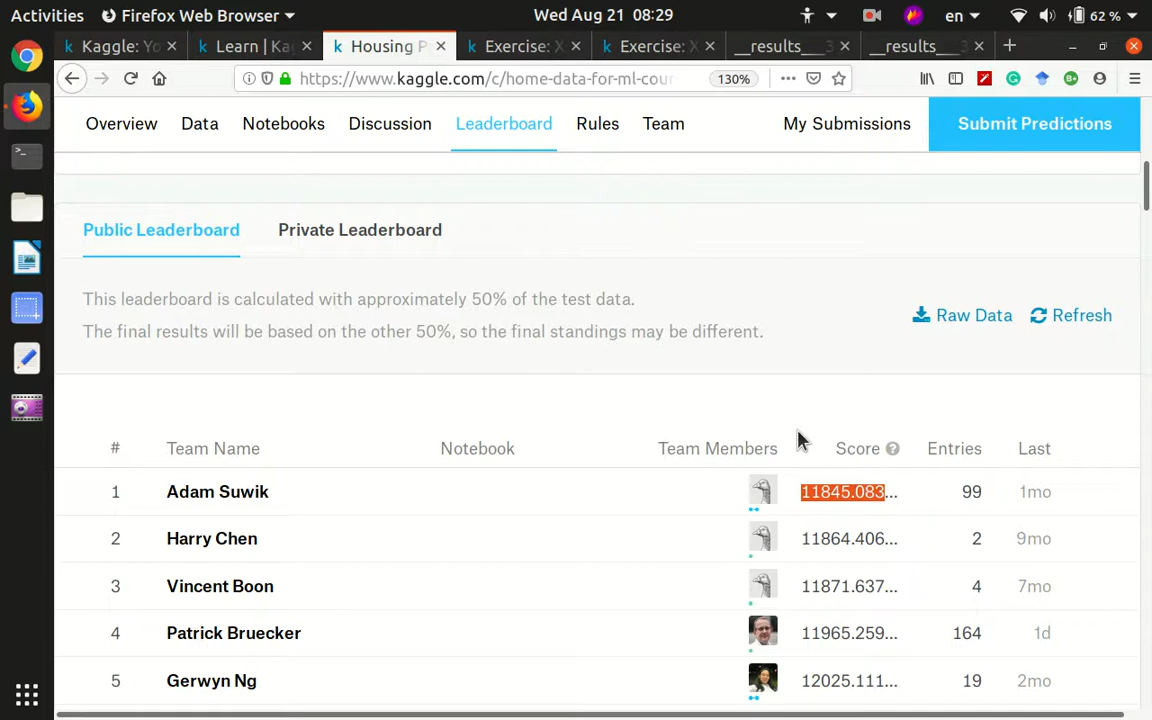 Activities Firefox Web Browser Wed Aug 21 08:29 en 62 %
Kaggle: Yo Learn | Ka Housing P Exercise: X Exercise: X __results___ 3 __results___ 3
https://www.kaggle.com/c/home-data-for-ml-cour 130%
Overview Data Notebooks Discussion Leaderboard Rules Team My Submissions Submit Predictions
Public Leaderboard Private Leaderboard
This leaderboard is calculated with approximately 50% of the test data.
The final results will be based on the other 50%, so the final standings may be different.
Raw Data Refresh
# Team Name Notebook Team Members Score ? Entries Last
1 Adam Suwik 11845.083... 99 1mo
2 Harry Chen 11864.406... 2 9mo
3 Vincent Boon 11871.637... 4 7mo
4 Patrick Bruecker 11965.259... 164 1d
5 Gerwyn Ng 12025.111... 19 2mo